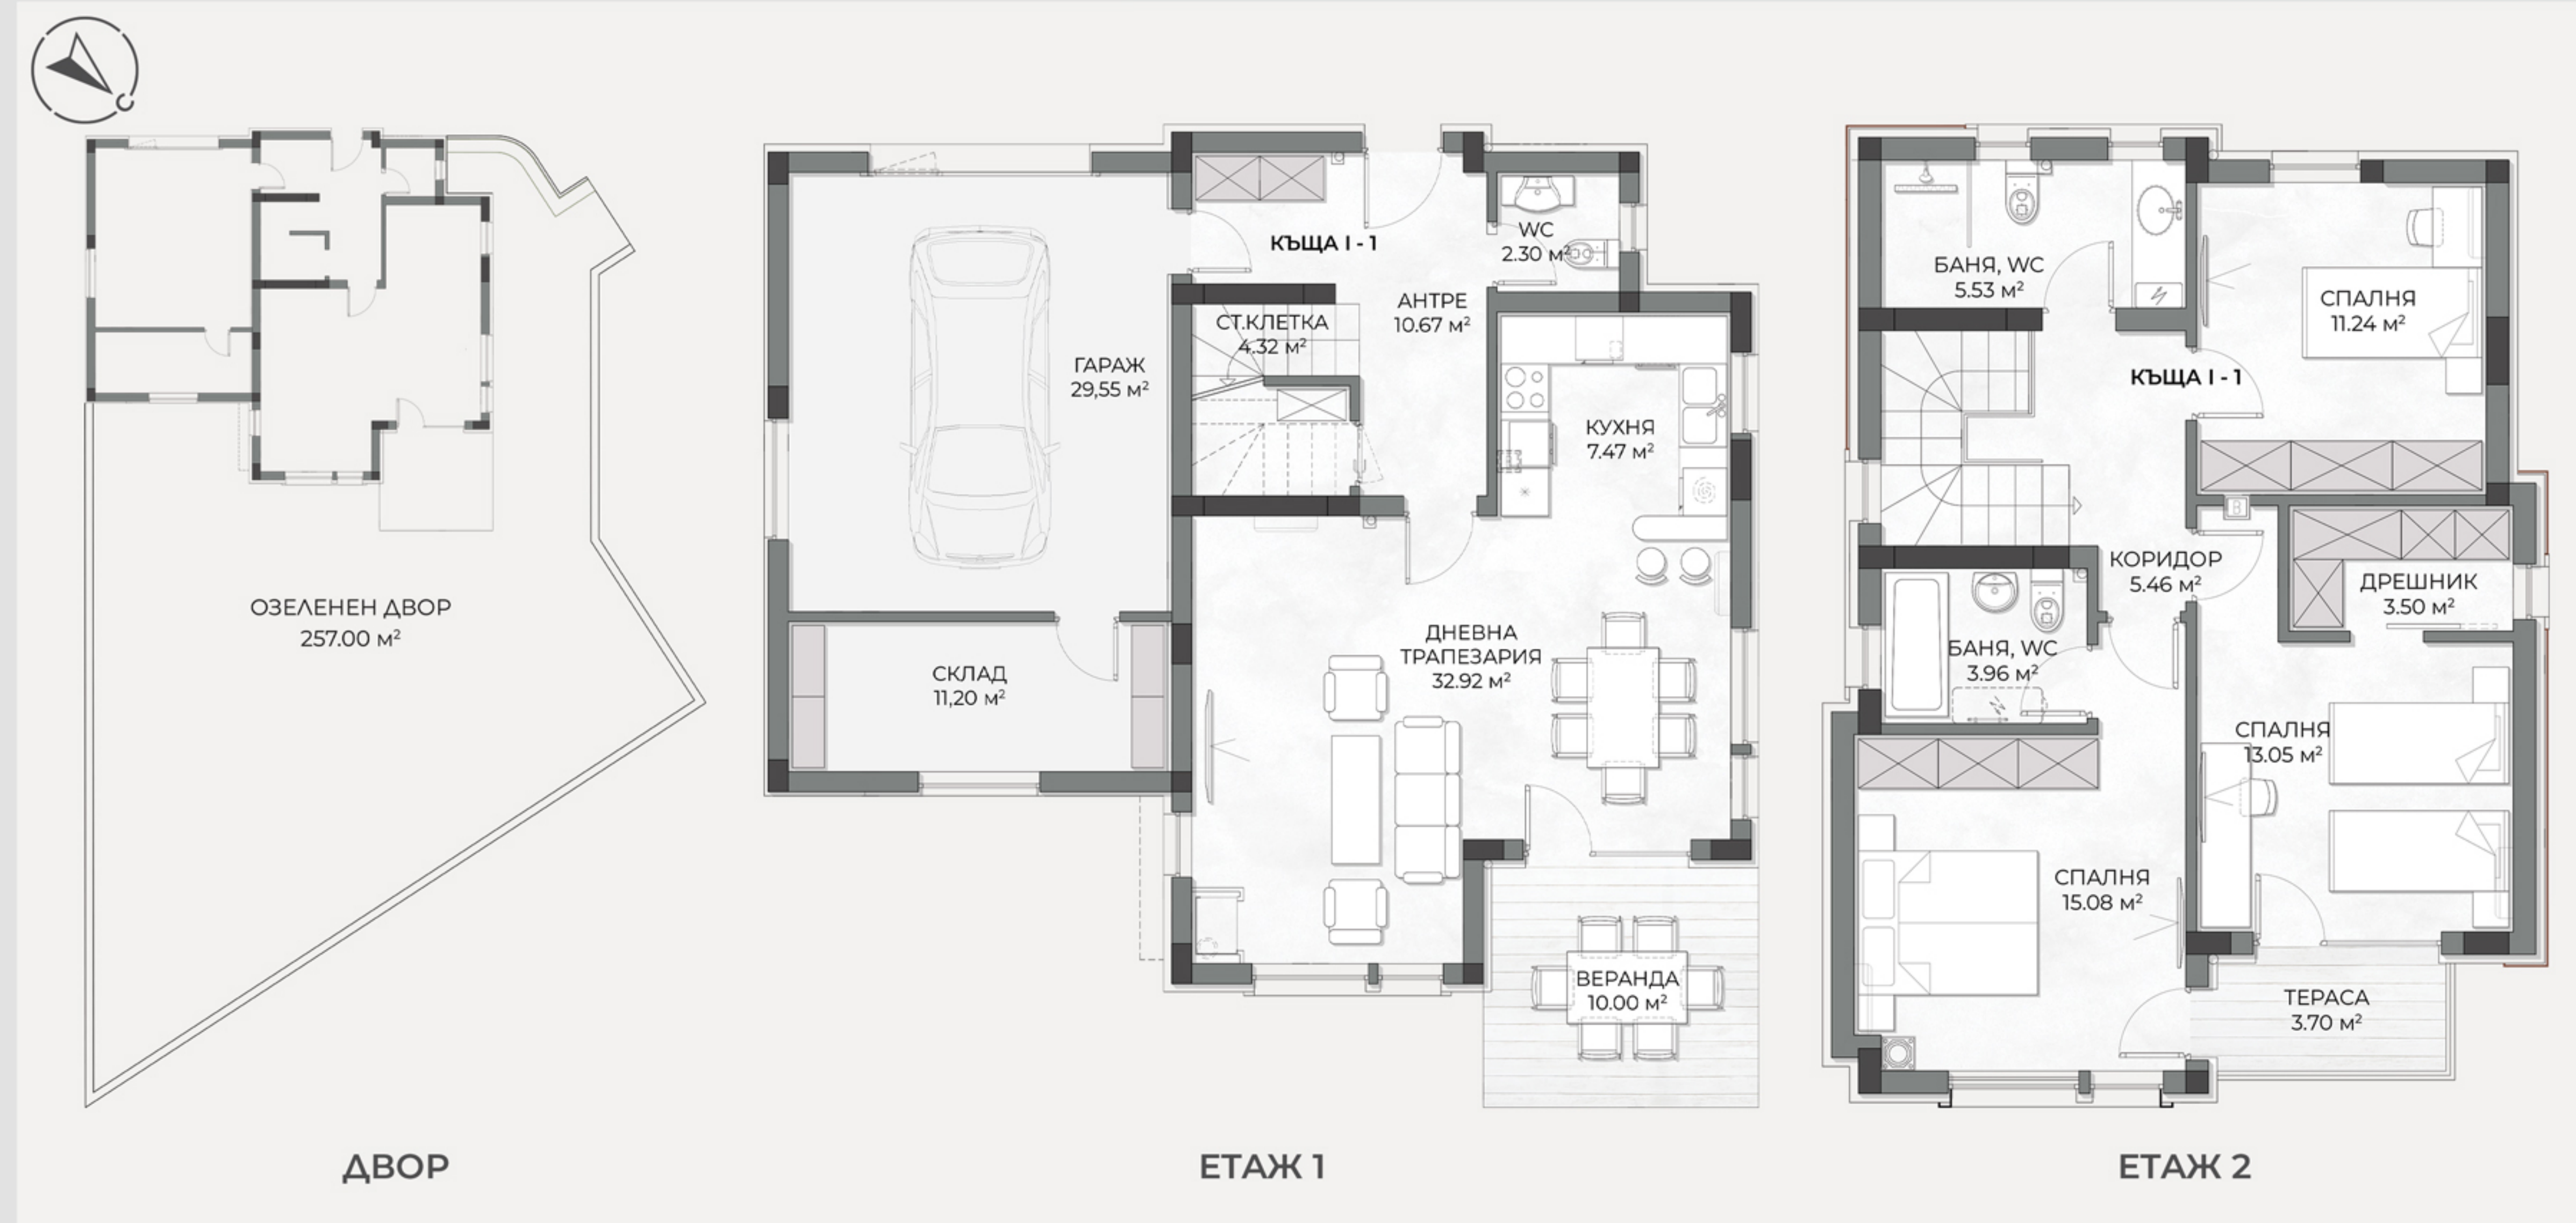 С
ОЗЕЛЕНЕН ДВОР
257.00 м²
ДВОР
ГАРАЖ
29,55 м²
СКЛАД
11,20 м²
КЪЩА I - 1
WC
2.30 м²
АНТРЕ
10.67 м²
СТ.КЛЕТКА
4.32 м²
КУХНЯ
7.47 м²
ДНЕВНА
ТРАПЕЗАРИЯ
32.92 м²
ВЕРАНДА
10.00 м²
ЕТАЖ 1
БАНЯ, WC
5.53 м²
СПАЛНЯ
11.24 м²
КЪЩА I - 1
КОРИДОР
5.46 м²
ДРЕШНИК
3.50 м²
БАНЯ, WC
3.96 м²
СПАЛНЯ
13.05 м²
СПАЛНЯ
15.08 м²
ТЕРАСА
3.70 м²
ЕТАЖ 2